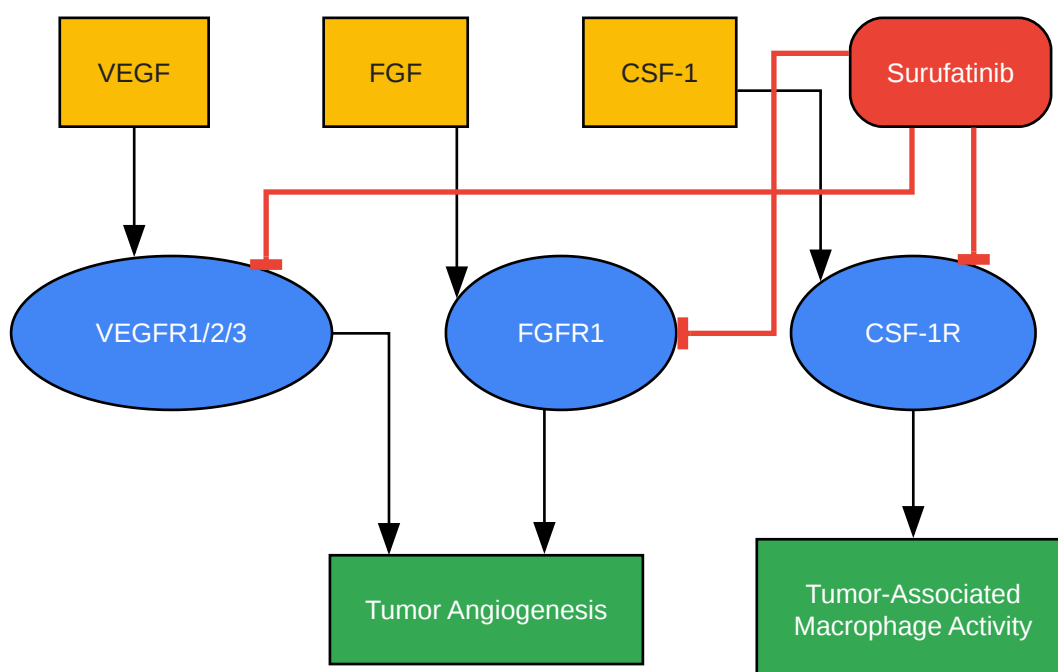 VEGF
FGF
CSF-1
Surufatinib
VEGFR1/2/3
FGFR1
CSF-1R
Tumor Angiogenesis
Tumor-Associated
Macrophage Activity